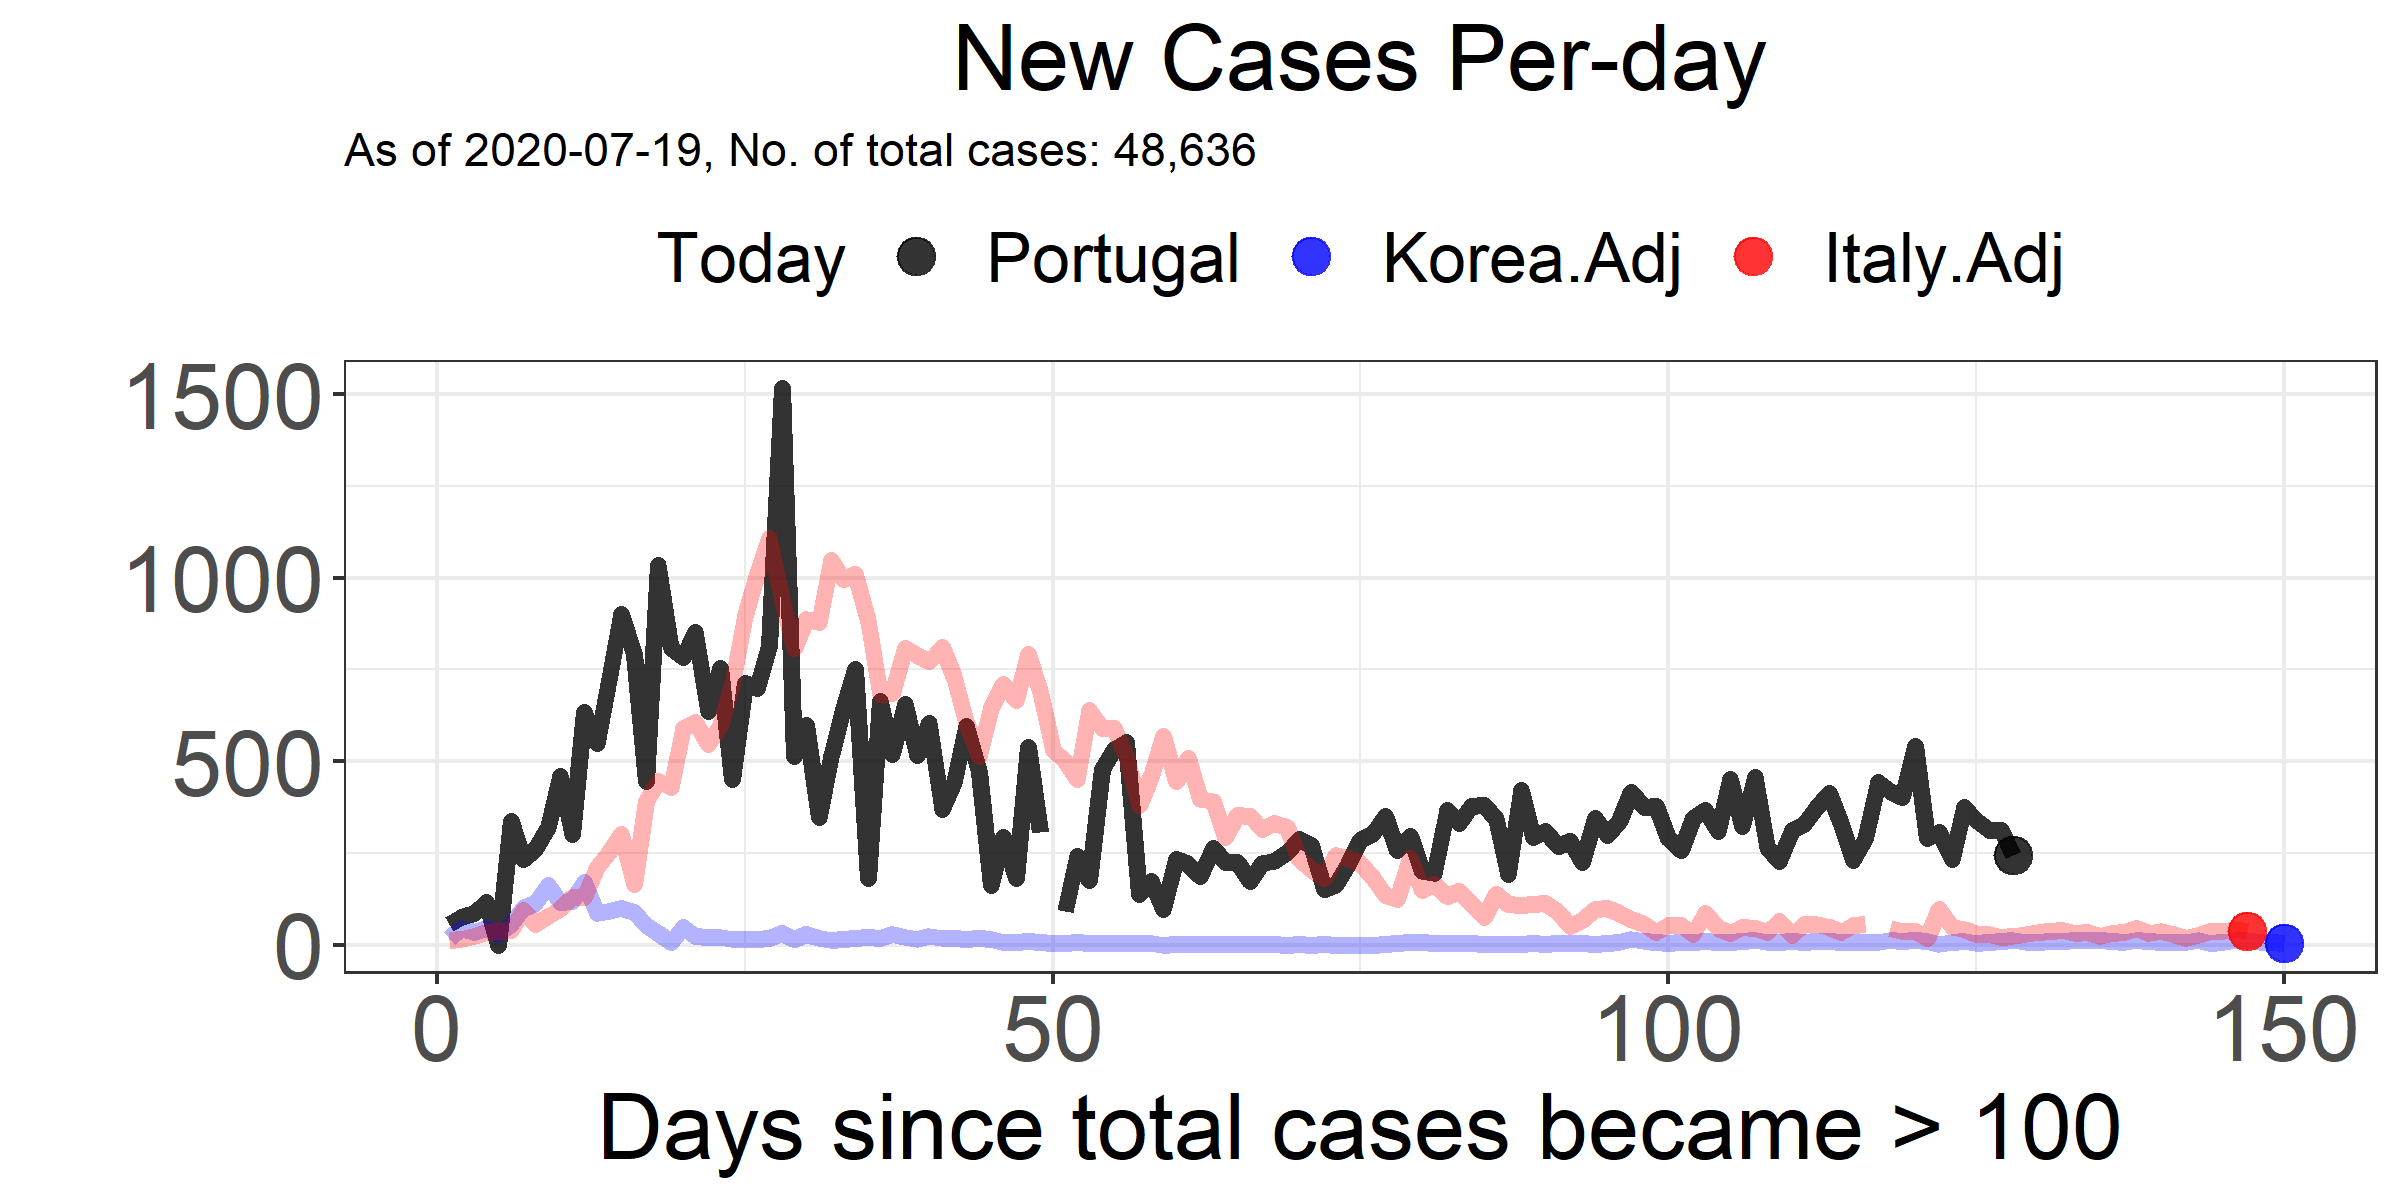 New Cases Per-day
As of 2020-07-19, No. of total cases: 48,636
Today Portugal Korea.Adj Italy.Adj
1500
1000
500
0
0 50 100 150
Days since total cases became > 100